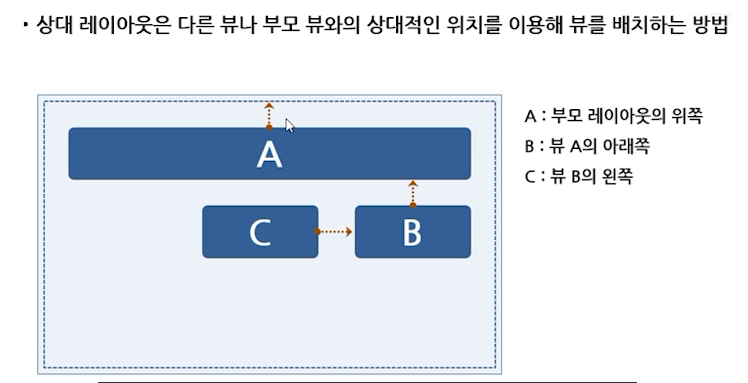 · 상대 레이아웃은 다른 뷰나 부모 뷰와의 상대적인 위치를 이용해 뷰를 배치하는 방법
A
C
B
A : 부모 레이아웃의 위쪽
B : 뷰 A의 아래쪽
C : 뷰 B의 왼쪽